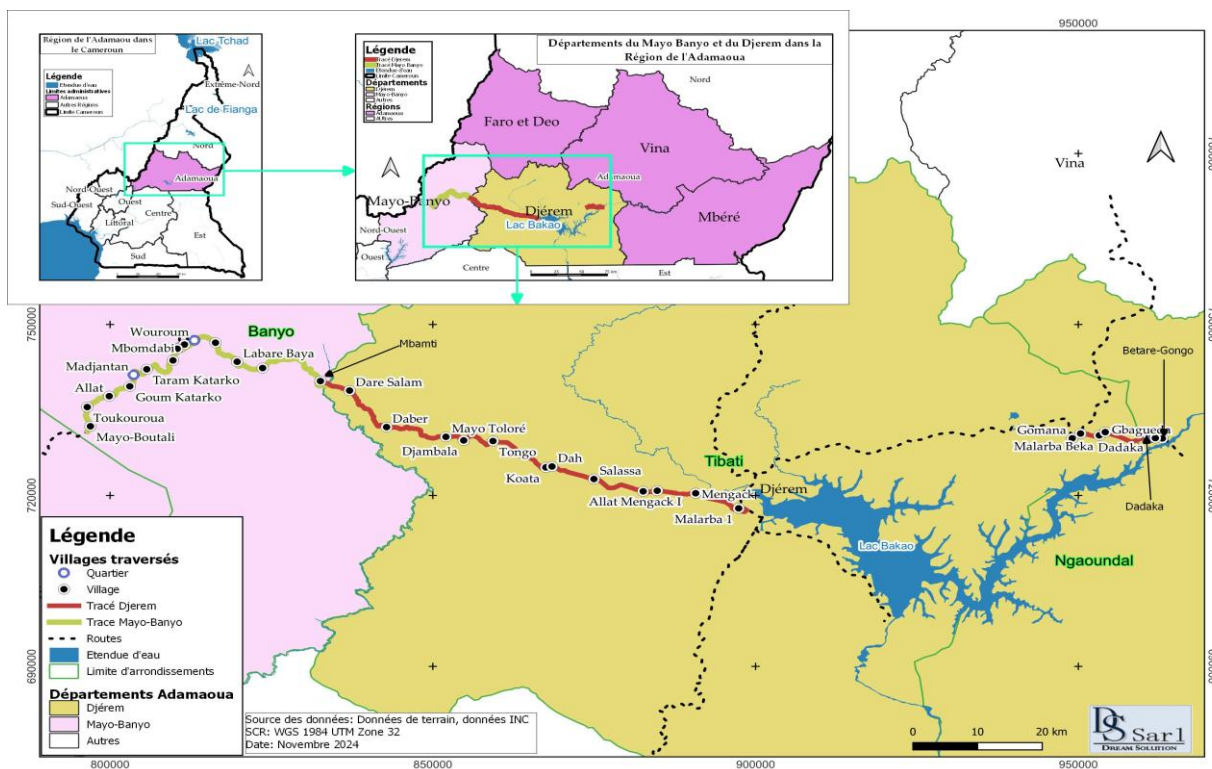 Région de l'Adamaou dans
le Cameroun
Lac Tchad
Légende
Etendue d'eau
Limites administratives
Adamaoua
Autres Régions
Limite Cameroun
Extrême-Nord
Lac de Fianga
Nord
Adamaoua
Nord-Ouest
Sud-Ouest
Ouest
Littoral
Centre
Est
Sud
Départements du Mayo Banyo et du Djerem dans la
Région de l'Adamaoua
Légende
Tracé Djerem
Tracé Mayo-Banyo
Etendue d'eau
Limite Cameroun
Départements
Djérem
Mayo-Banyo
Autres
Régions
Adamaoua
Autres
Nord
Faro et Deo
Vina
Adamaoua
Mayo-Banyo
Djérem
Lac Bakao
Mbéré
Nord-Ouest
Ouest
Centre
Est
950000
Vina
750000
750000
Wouroum
Banyo
Mbomdabi
Labare Baya
Mbamti
Madjantan
Taram Katarko
Allat
Goum Katarko
Toukouroua
Mayo-Boutali
Dare Salam
Daber
Mayo Toloré
Djambala
Tongo
Dah
Koata
Salassa
Tibati
Allat Mengack I
Mengack
Djérem
Malarba 1
Betare-Gongo
Gomana
Malarba Beka
Dadaka
Dadaka
Lac Bakao
Ngaoundal
720000
720000
690000
690000
Légende
Villages traversés
Quartier
Village
Tracé Djerem
Trace Mayo-Banyo
Routes
Etendue d'eau
Limite d'arrondissements
Départements Adamaoua
Djérem
Mayo-Banyo
Autres
Source des données: Données de terrain, données INC
SCR: WGS 1984 UTM Zone 32
Date: Novembre 2024
0 10 20 km
DS Sarl
DREAM SOLUTION
800000
850000
900000
950000